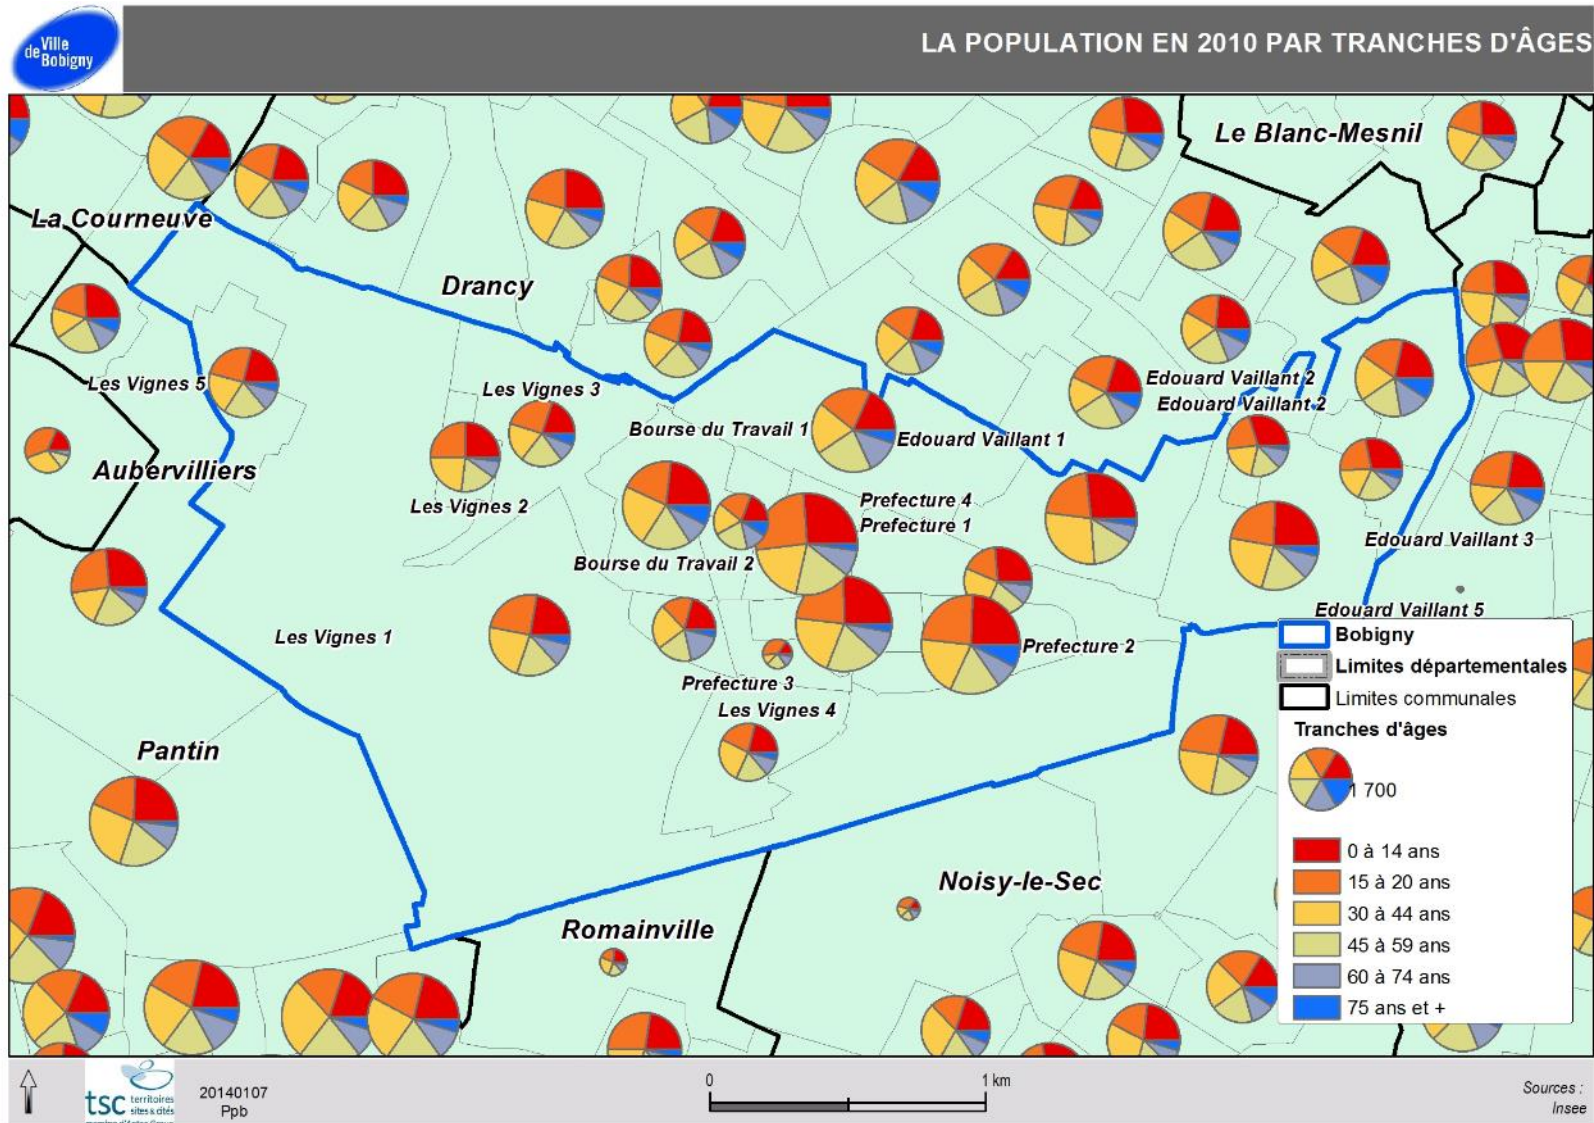 Ville
de Bobigny
LA POPULATION EN 2010 PAR TRANCHES D'ÂGES
Le Blanc-Mesnil
La Courneuve
Drancy
Les Vignes 5
Les Vignes 3
Edouard Vaillant 2
Edouard Vaillant 2
Bourse du Travail 1
Edouard Vaillant 1
Aubervilliers
Les Vignes 2
Prefecture 4
Prefecture 1
Edouard Vaillant 3
Bourse du Travail 2
Edouard Vaillant 5
Les Vignes 1
Prefecture 2
Prefecture 3
Les Vignes 4
Pantin
Noisy-le-Sec
Romainville
Bobigny
Limites départementales
Limites communales
Tranches d'âges
1 700
0 à 14 ans
15 à 20 ans
30 à 44 ans
45 à 59 ans
60 à 74 ans
75 ans et +
tsc territoires
sites & cités
20140107
Ppb
0 1 km
Sources :
Insee